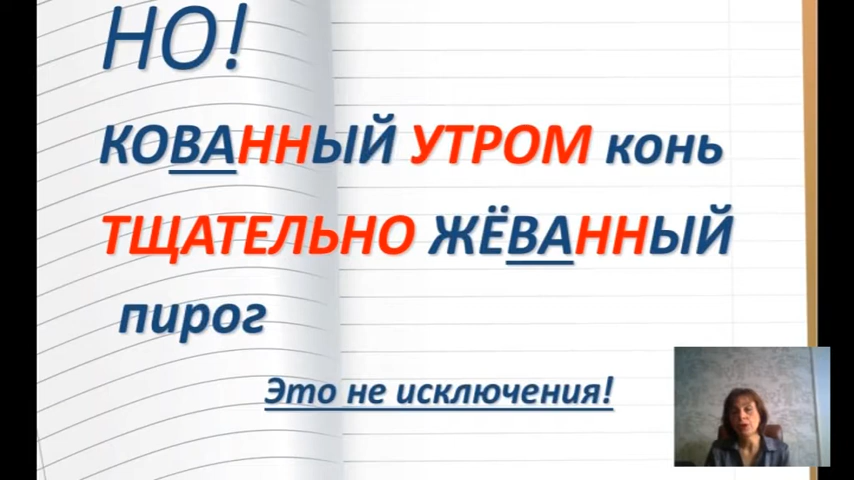 НО!
КОВАННЫЙ УТРОМ конь
ТЩАТЕЛЬНО ЖЁВАННЫЙ
пирог
Это не исключения!